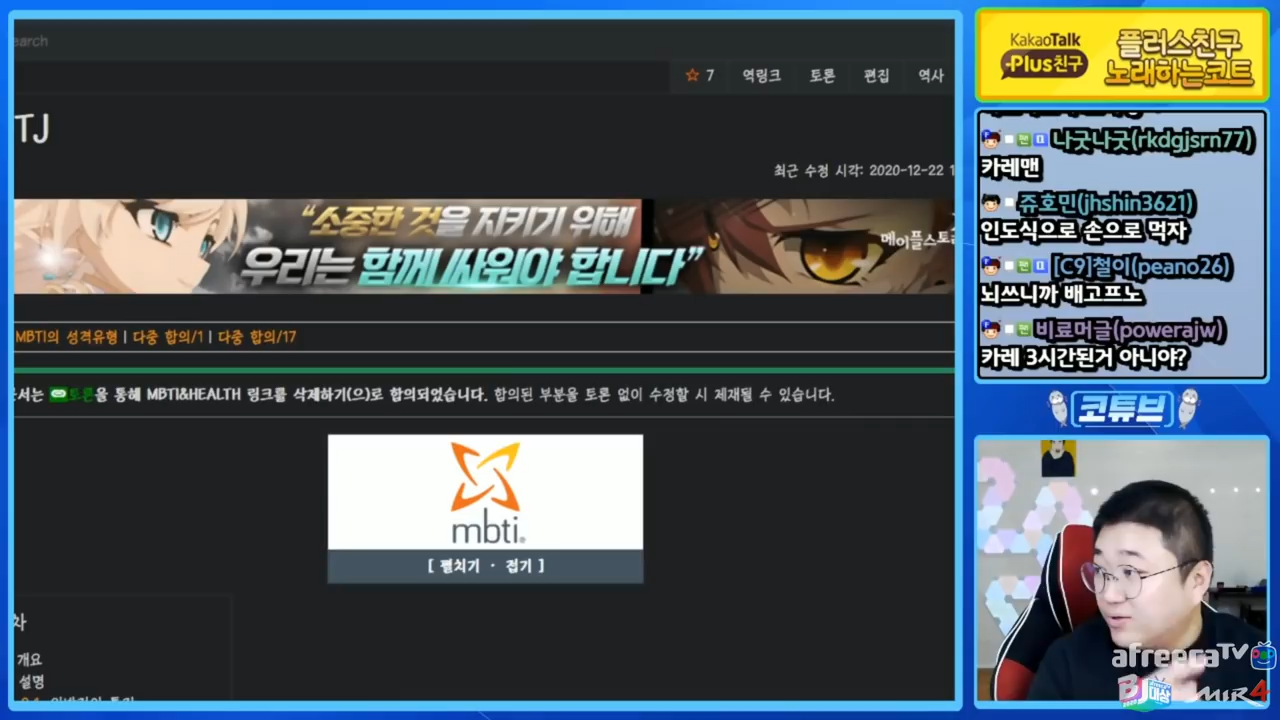 earch
7 역링크 토론 편집 역사
TJ
최근 수정 시각: 2020-12-22 1
“소중한 것을 지키기 위해
우리는 함께 싸워야 합니다”
메이플스토리
MBTI의 성격유형 | 다중 합의/1 | 다중 합의/17
서는 토론을 통해 MBTI&HEALTH 링크를 삭제하기(으)로 합의되었습니다. 합의된 부분을 토론 없이 수정할 시 제재될 수 있습니다.
mbti®
[ 펼치기 · 접기 ]
차
개요
설명
KakaoTalk
Plus친구
플러스친구
노래하는코트
나굿나굿(rkdgjsrn77)
카레맨
쥬호민(jhshin3621)
인도식으로 손으로 먹자
[C9]철이(peano26)
뇌쓰니까 배고프노
비료머글(powerajw)
카레 3시간된거 아니야?
코튜브
afreecaTV
BJ대상
MIR4